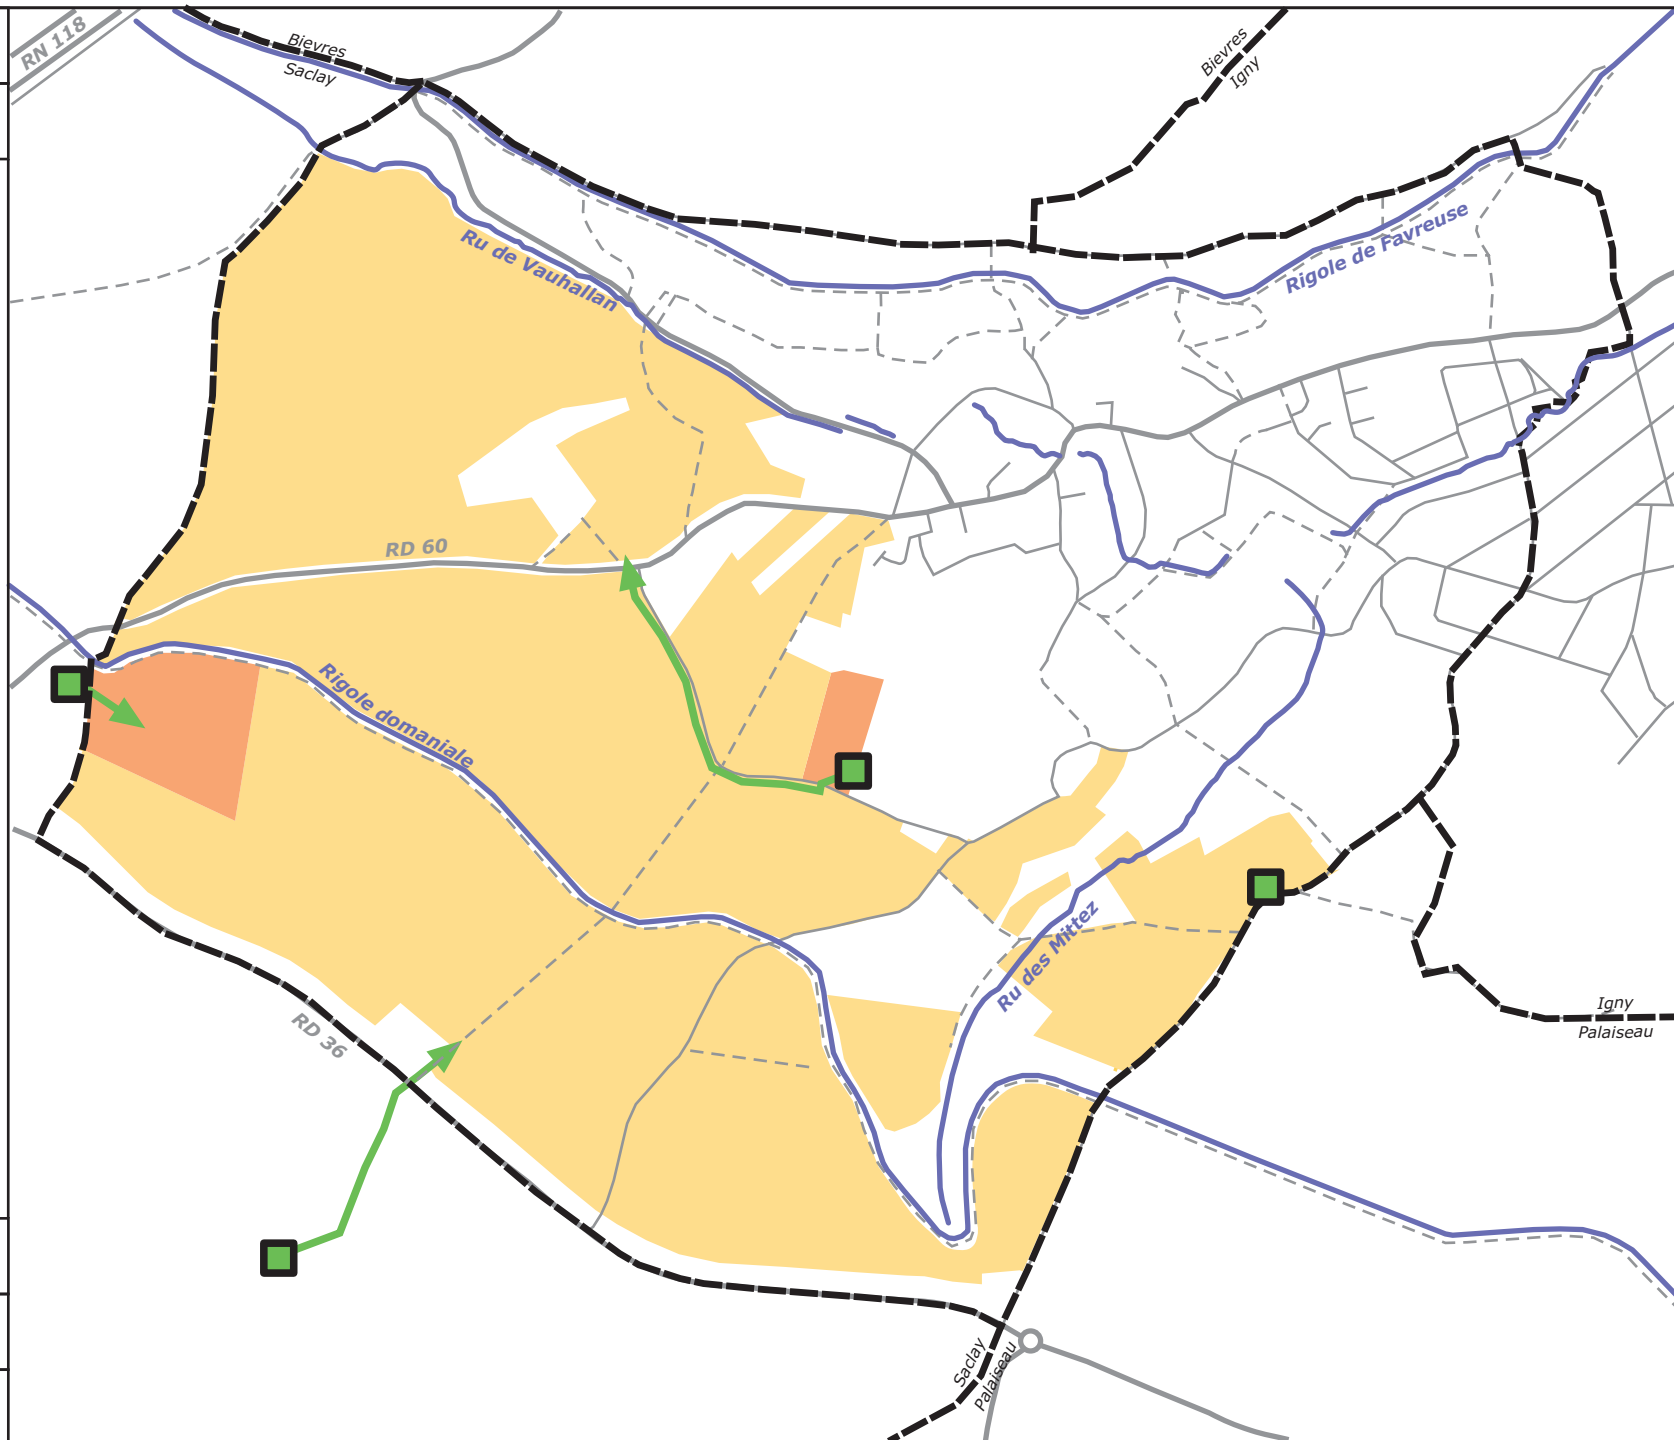 RN 118
Bievres
Saclay
Bievres
Igny
Ru de Vauhallan
Rigole de Favreuse
RD 60
Rigole domaniale
Ru des Mittez
RD 36
Igny
Palaiseau
Saclay
Palaiseau